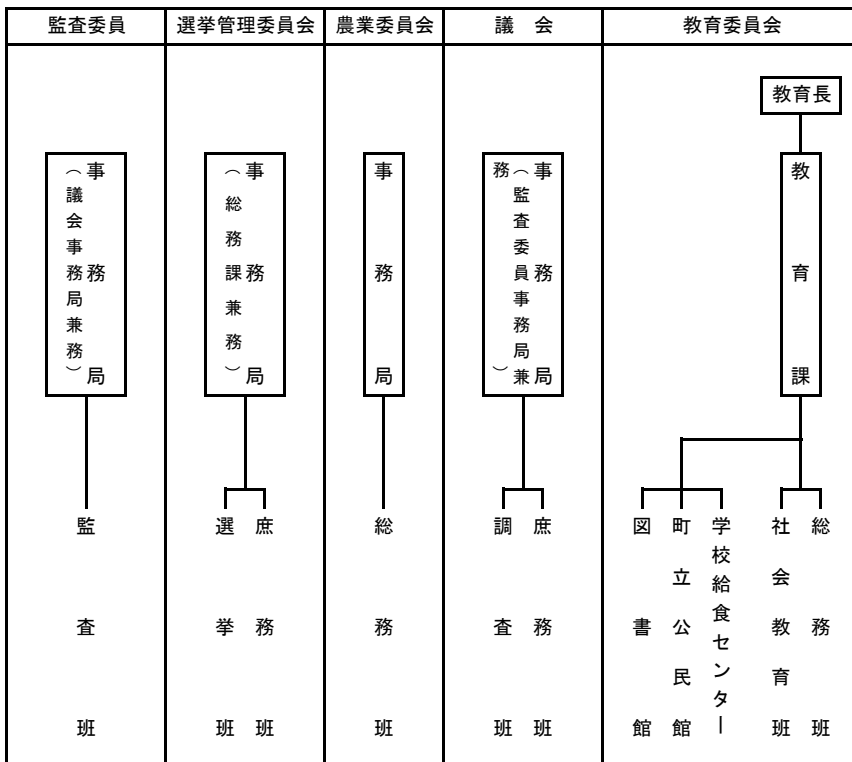 監査委員
選挙管理委員会
農業委員会
議　会
教育委員会
教育長
事務局
（議会事務局兼務）
事務局
（総務課兼務）
事務局
事務局
（監査委員事務局兼
務）
教育課
監査班
選挙班
庶務班
総務班
調査班
庶務班
図書館
町立公民館
学校給食センター
社会教育班
総務班